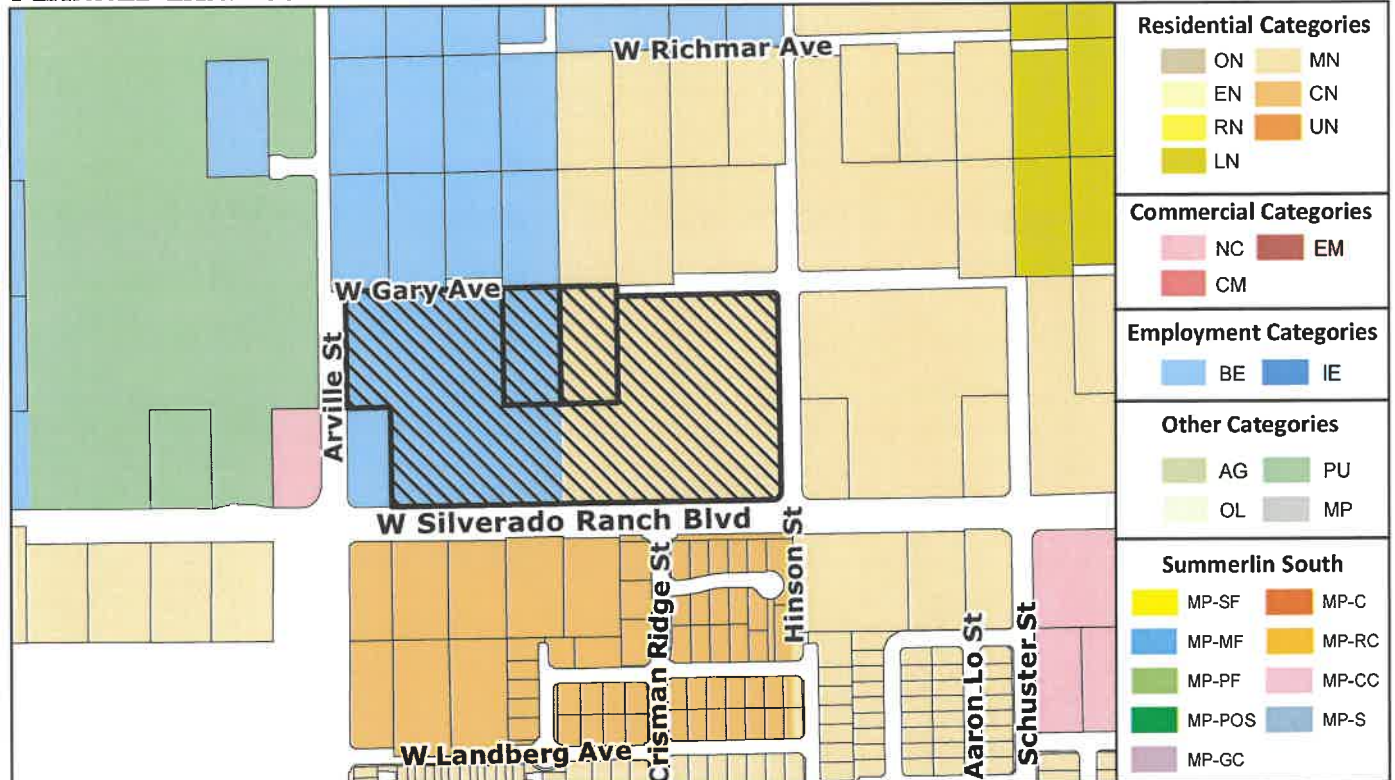 W Richmar Ave
W Gary Ave
Arville St
W Silverado Ranch Blvd
Crisman Ridge St
Hinson St
Aaron Lo St
Schuster St
W Landberg Ave
Residential Categories
ON MN
EN CN
RN UN
LN
Commercial Categories
NC EM
CM
Employment Categories
BE IE
Other Categories
AG PU
OL MP
Summerlin South
MP-SF MP-C
MP-MF MP-RC
MP-PF MP-CC
MP-POS MP-S
MP-GC